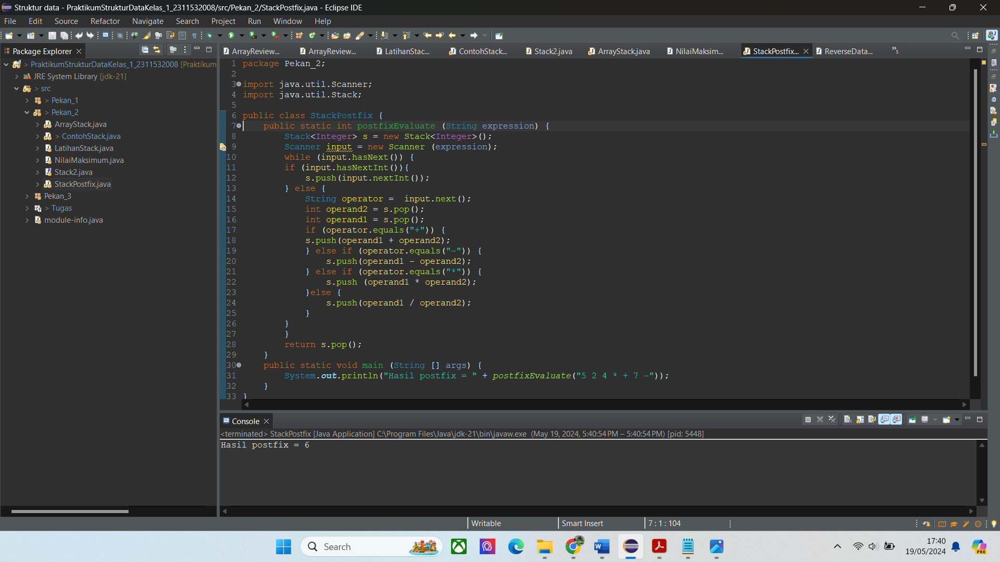 Struktur data - PraktikumStrukturDataKelas_1_2311532008/src/Pekan_2/StackPostfix.java - Eclipse IDE
File Edit Source Refactor Navigate Search Project Run Window Help
Package Explorer
> PraktikumStrukturDataKelas_1_2311532008 [Praktikum
JRE System Library [jdk-21]
> src
> Pekan_1
> Pekan_2
ArrayStack.java
> ContohStack.java
LatihanStack.java
NilaiMaksimum.java
Stack2.java
StackPostfix.java
Pekan_3
> Tugas
module-info.java
ArrayReview... ArrayReview... LatihanStac... ContohStack... Stack2.java ArrayStack.java NilaiMaksim... StackPostfix... ReverseData... »5
1 package Pekan_2;
2
3 import java.util.Scanner;
4 import java.util.Stack;
5
6 public class StackPostfix {
7 public static int postfixEvaluate (String expression) {
8 Stack<Integer> s = new Stack<Integer>();
9 Scanner input = new Scanner (expression);
10 while (input.hasNext()) {
11 if (input.hasNextInt()){
12 s.push(input.nextInt());
13 } else {
14 String operator =  input.next();
15 int operand2 = s.pop();
16 int operand1 = s.pop();
17 if (operator.equals("+")) {
18 s.push(operand1 + operand2);
19 } else if (operator.equals("-")) {
20 s.push(operand1 - operand2);
21 } else if (operator.equals("*")) {
22 s.push (operand1 * operand2);
23 }else {
24 s.push(operand1 / operand2);
25 }
26 }
27 }
28 return s.pop();
29 }
30 public static void main (String [] args) {
31 System.out.println("Hasil postfix = " + postfixEvaluate("5 2 4 * + 7 -"));
32 }
33 }
Console
<terminated> StackPostfix [Java Application] C:\Program Files\Java\jdk-21\bin\javaw.exe (May 19, 2024, 5:40:54 PM – 5:40:54 PM) [pid: 5448]
Hasil postfix = 6
Writable Smart Insert 7 : 1 : 104
Search
17:40
19/05/2024
PRE